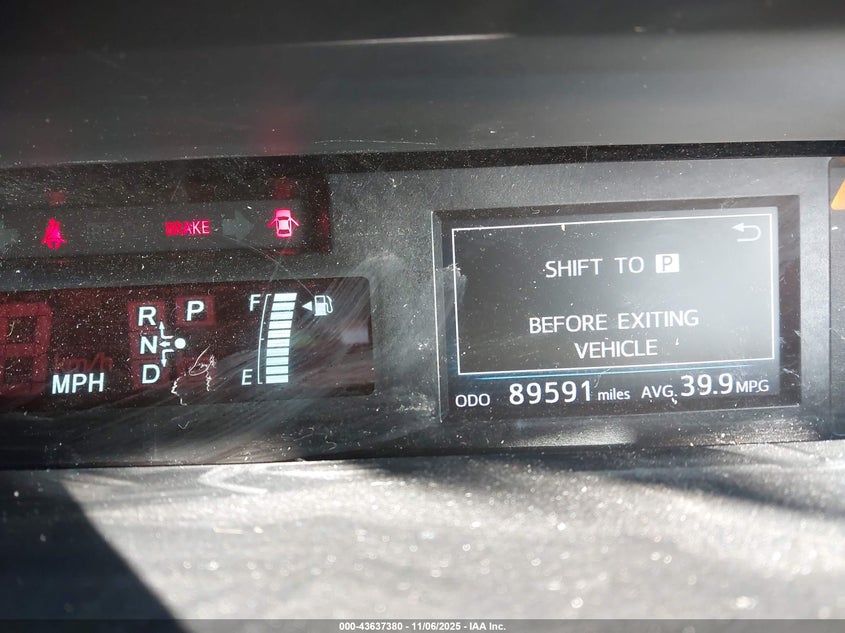 BRAKE
R P
N
D
MPH
F
E
SHIFT TO P
BEFORE EXITING
VEHICLE
ODO 89591 miles AVG 39.9 MPG
000-43637380 - 11/06/2025 - IAA Inc.